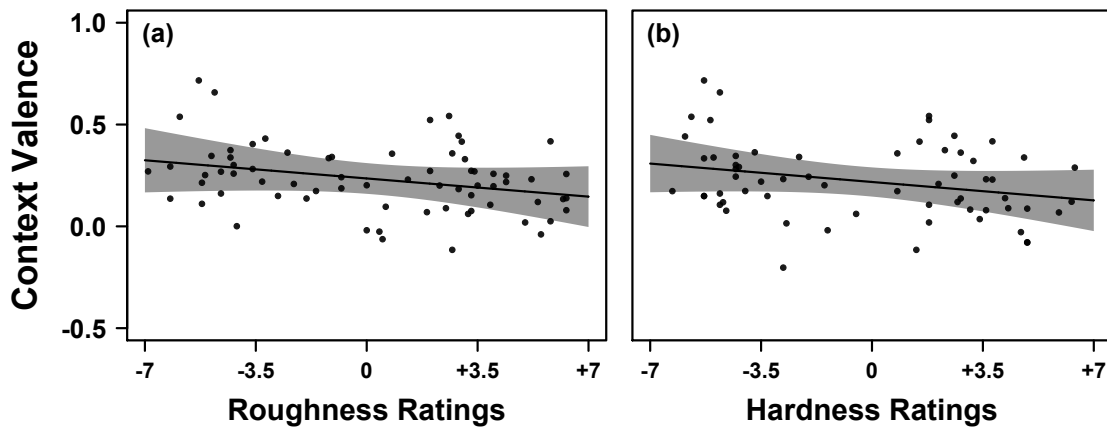 (a)
(b)
Context Valence
1.0
0.5
0.0
-0.5
-7
-3.5
0
+3.5
+7
-7
-3.5
0
+3.5
+7
Roughness Ratings
Hardness Ratings